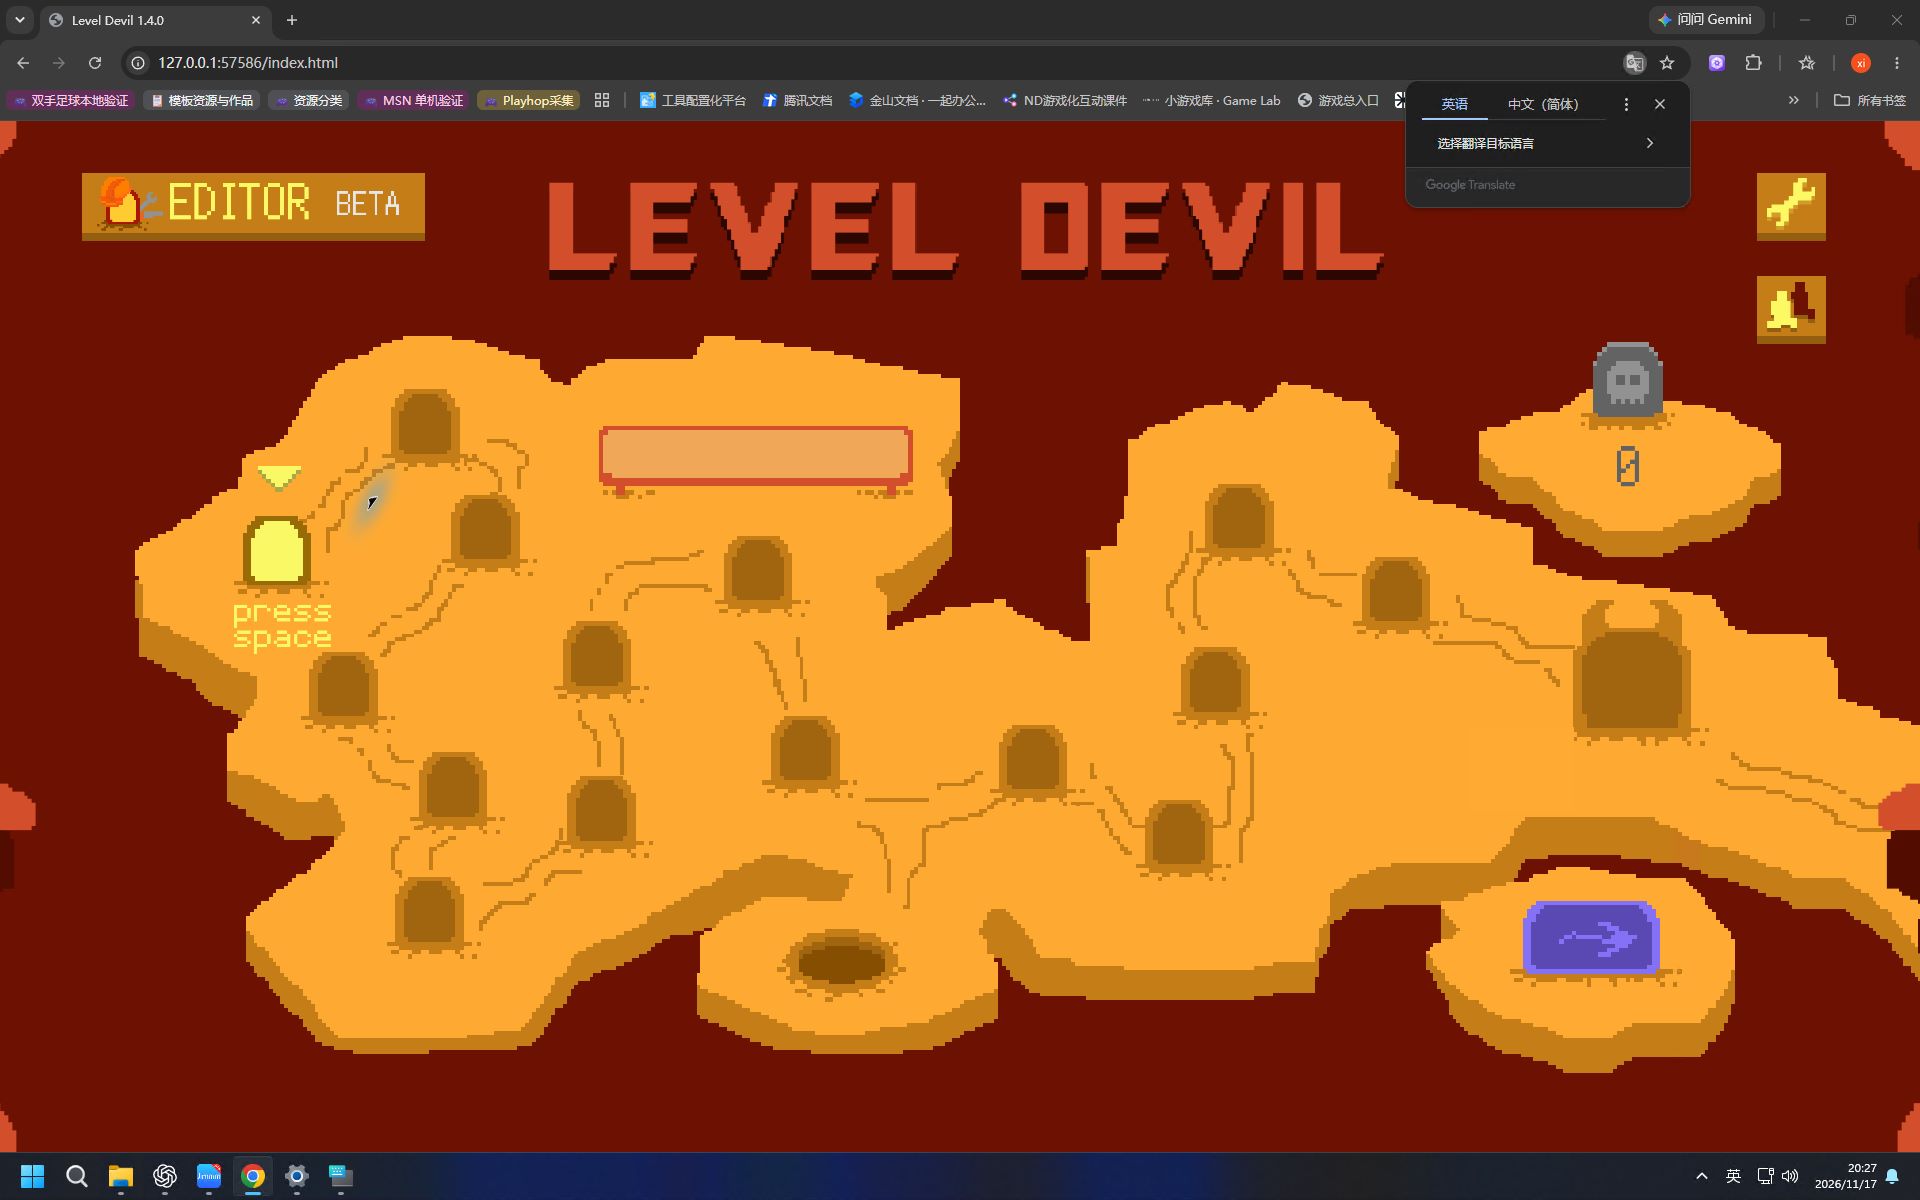 Level Devil 1.4.0
问问 Gemini
127.0.0.1:57586/index.html
xi
双手足球本地验证
模板资源与作品
资源分类
MSN 单机验证
Playhop采集
工具配置化平台
腾讯文档
金山文档 · 一起办公...
ND游戏化互动课件
小游戏库 · Game Lab
游戏总入口
所有书签
英语
中文（简体）
选择翻译目标语言
Google Translate
EDITOR BETA
LEVEL DEVIL
0
press
space
英
20:27
2026/11/17